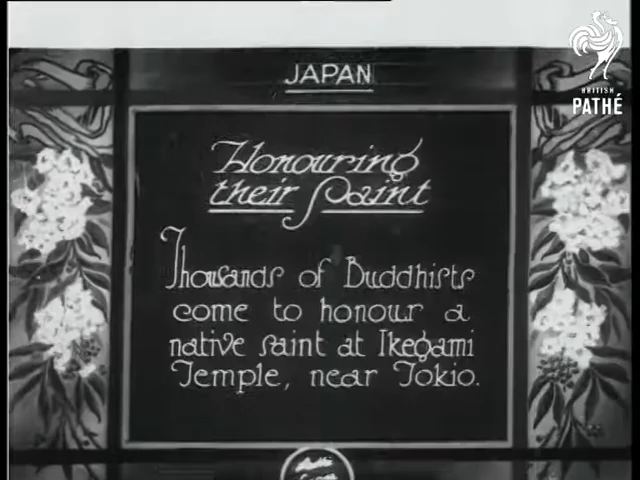 BRITISH
PATHÉ
JAPAN
Honouring
their Saint
Thousands of Buddhists
come to honour a
native saint at Ikegami
Temple, near Tokio.